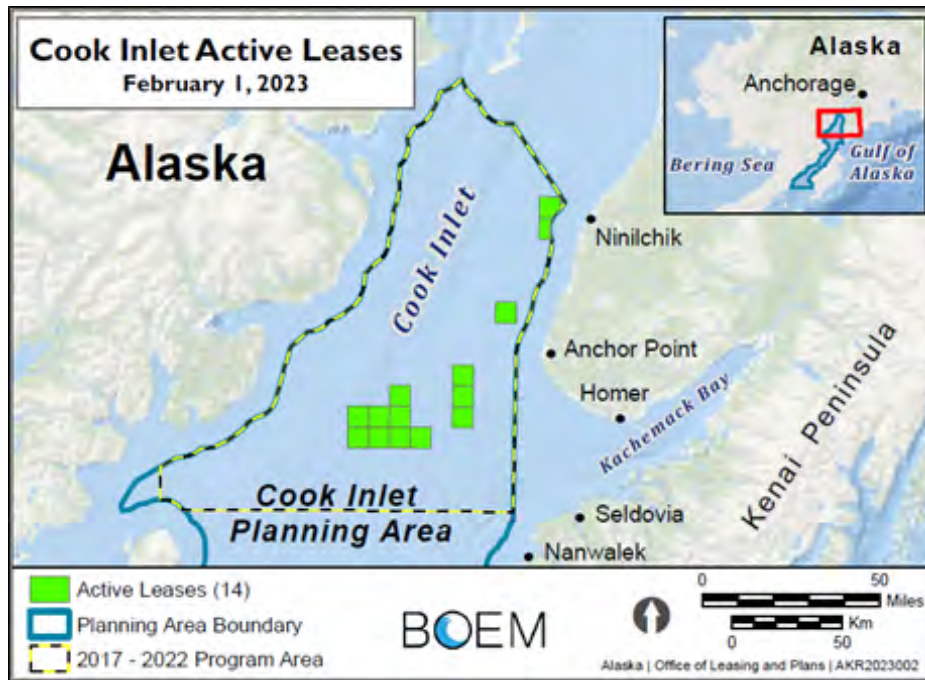 Cook Inlet Active Leases
February 1, 2023
Alaska
Anchorage
Bering Sea
Gulf of
Alaska
Alaska
Cook Inlet
Ninilchik
Anchor Point
Homer
Kachemack Bay
Kenai Peninsula
Cook Inlet
Planning Area
Seldovia
Nanwalek
Active Leases (14)
Planning Area Boundary
2017 - 2022 Program Area
BOEM
0 50
Miles
Km
0 50
Alaska | Office of Leasing and Plans | AKR2023002